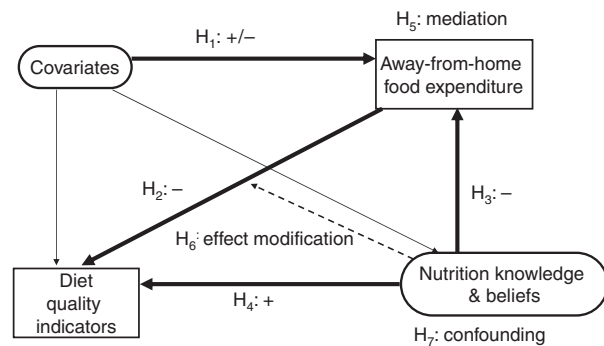 H₅: mediation
H₁: +/–
Covariates
Away-from-home
food expenditure
H₂: –
H₃: –
H₆: effect modification
Diet
quality
indicators
H₄: +
Nutrition knowledge
& beliefs
H₇: confounding